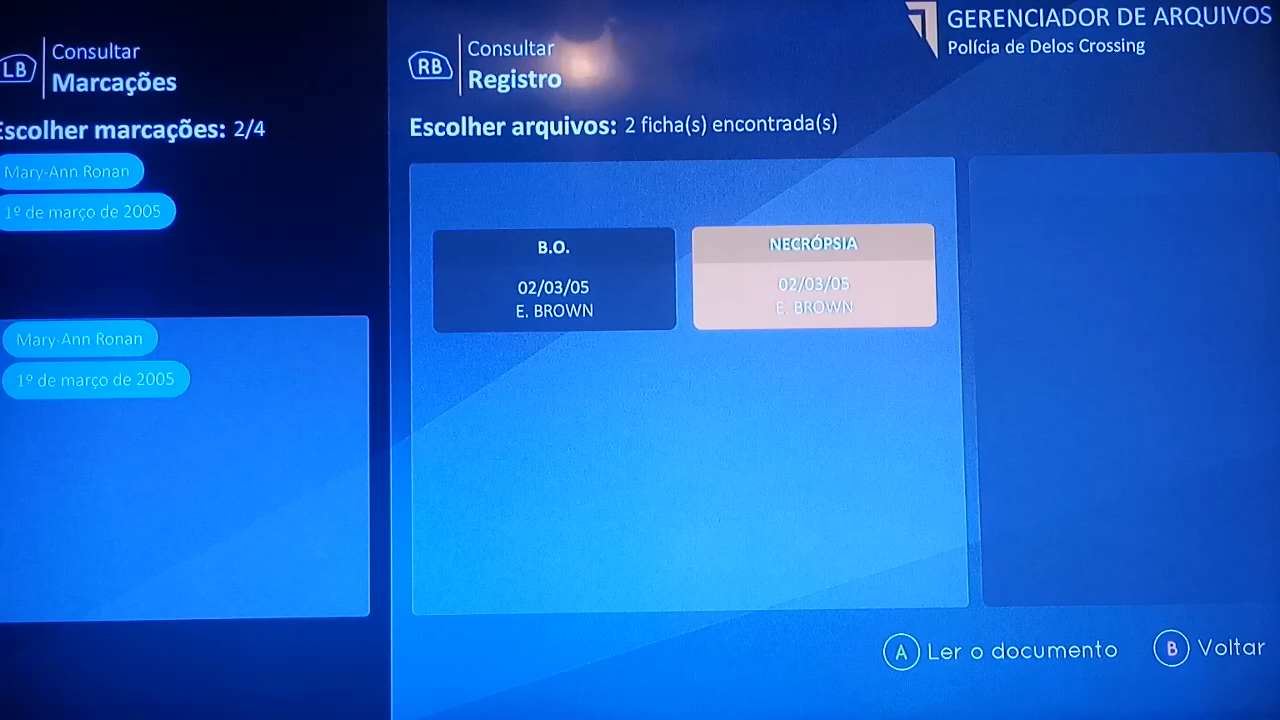 LB
Consultar
Marcações
Escolher marcações: 2/4
Mary-Ann Ronan
1º de março de 2005
Mary-Ann Ronan
1º de março de 2005
RB
Consultar
Registro
Escolher arquivos: 2 ficha(s) encontrada(s)
B.O.
02/03/05
E. BROWN
NECRÓPSIA
02/03/05
E. BROWN
GERENCIADOR DE ARQUIVOS
Polícia de Delos Crossing
A Ler o documento
B Voltar